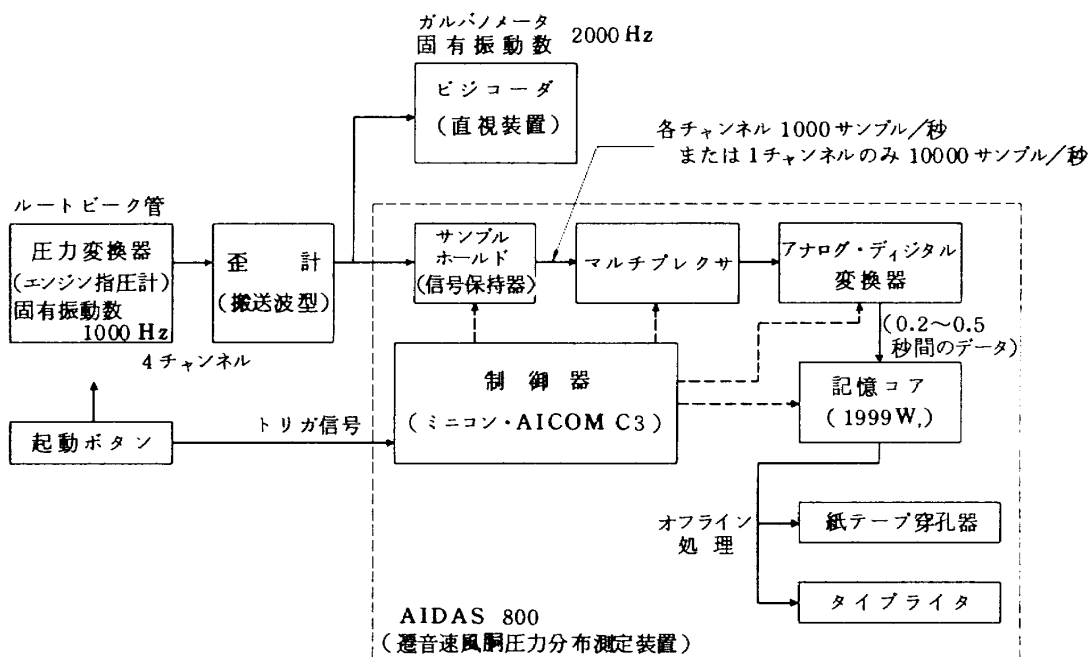 ガルバノメータ
固有振動数 2000 Hz
ビジコーダ
(直視装置)
各チャンネル 1000 サンプル/秒
または 1チャンネルのみ 10000 サンプル/秒
ルートビーク管
圧力変換器
(エンジン指圧計)
固有振動数
1000 Hz
4 チャンネル
歪計
(搬送波型)
サンプル
ホールド
(信号保持器)
マルチプレクサ
アナログ・ディジタル
変換器
(0.2〜0.5
秒間のデータ)
制御器
(ミニコン・AICOM C3)
記憶コア
(1999W,)
起動ボタン
トリガ信号
オフライン
処理
紙テープ穿孔器
タイプライタ
AIDAS 800
(遷音速風胴圧力分布測定装置)